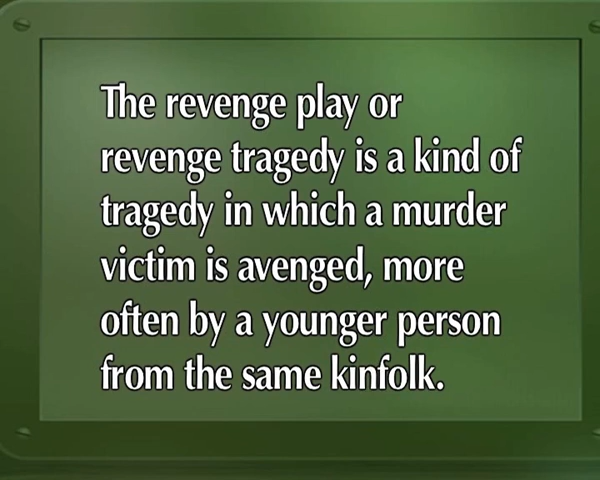 The revenge play or
revenge tragedy is a kind of
tragedy in which a murder
victim is avenged, more
often by a younger person
from the same kinfolk.